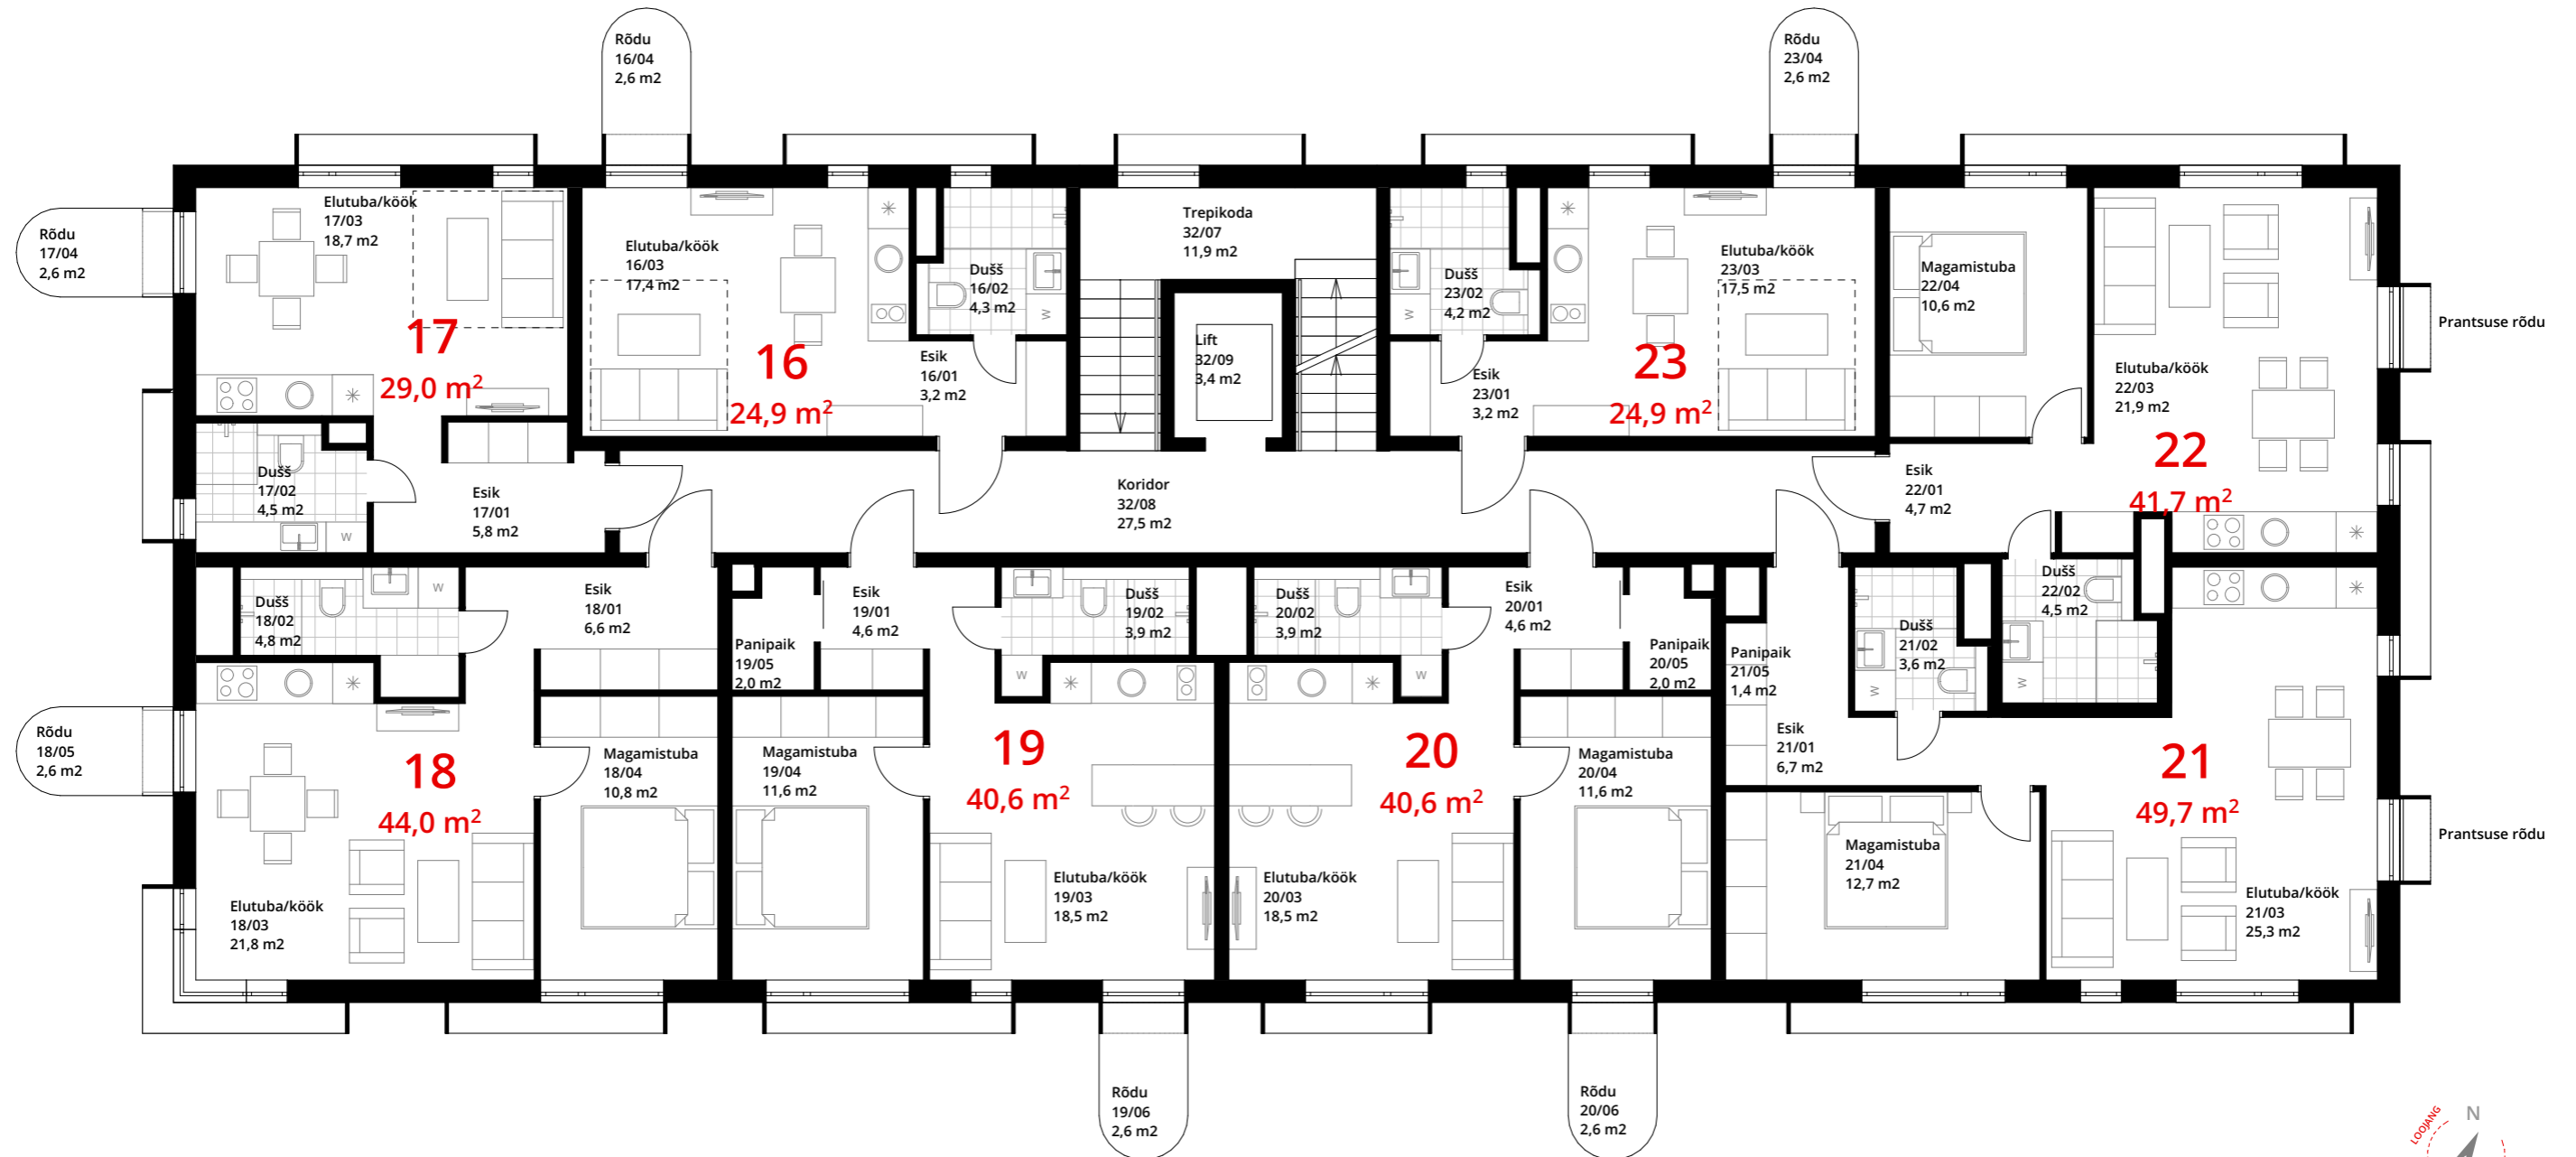 Rõdu
16/04
2,6 m2
Rõdu
23/04
2,6 m2
Rõdu
17/04
2,6 m2
Elutuba/köök
17/03
18,7 m2
17
29,0 m²
Dušš
17/02
4,5 m2
Esik
17/01
5,8 m2
W
Elutuba/köök
16/03
17,4 m2
16
24,9 m²
Dušš
16/02
4,3 m2
W
Esik
16/01
3,2 m2
Trepikoda
32/07
11,9 m2
Lift
32/09
3,4 m2
Koridor
32/08
27,5 m2
Dušš
23/02
4,2 m2
W
Esik
23/01
3,2 m2
Elutuba/köök
23/03
17,5 m2
23
24,9 m²
Magamistuba
22/04
10,6 m2
Elutuba/köök
22/03
21,9 m2
22
41,7 m²
Esik
22/01
4,7 m2
Dušš
22/02
4,5 m2
W
Prantsuse rõdu
Dušš
18/02
4,8 m2
W
Esik
18/01
6,6 m2
Rõdu
18/05
2,6 m2
18
44,0 m²
Elutuba/köök
18/03
21,8 m2
Magamistuba
18/04
10,8 m2
Panipaik
19/05
2,0 m2
Esik
19/01
4,6 m2
Dušš
19/02
3,9 m2
W
Magamistuba
19/04
11,6 m2
19
40,6 m²
Elutuba/köök
19/03
18,5 m2
Rõdu
19/06
2,6 m2
Dušš
20/02
3,9 m2
W
Esik
20/01
4,6 m2
Panipaik
20/05
2,0 m2
20
40,6 m²
Elutuba/köök
20/03
18,5 m2
Magamistuba
20/04
11,6 m2
Rõdu
20/06
2,6 m2
Panipaik
21/05
1,4 m2
Dušš
21/02
3,6 m2
W
Esik
21/01
6,7 m2
Magamistuba
21/04
12,7 m2
21
49,7 m²
Elutuba/köök
21/03
25,3 m2
Prantsuse rõdu
LOOJANG
N